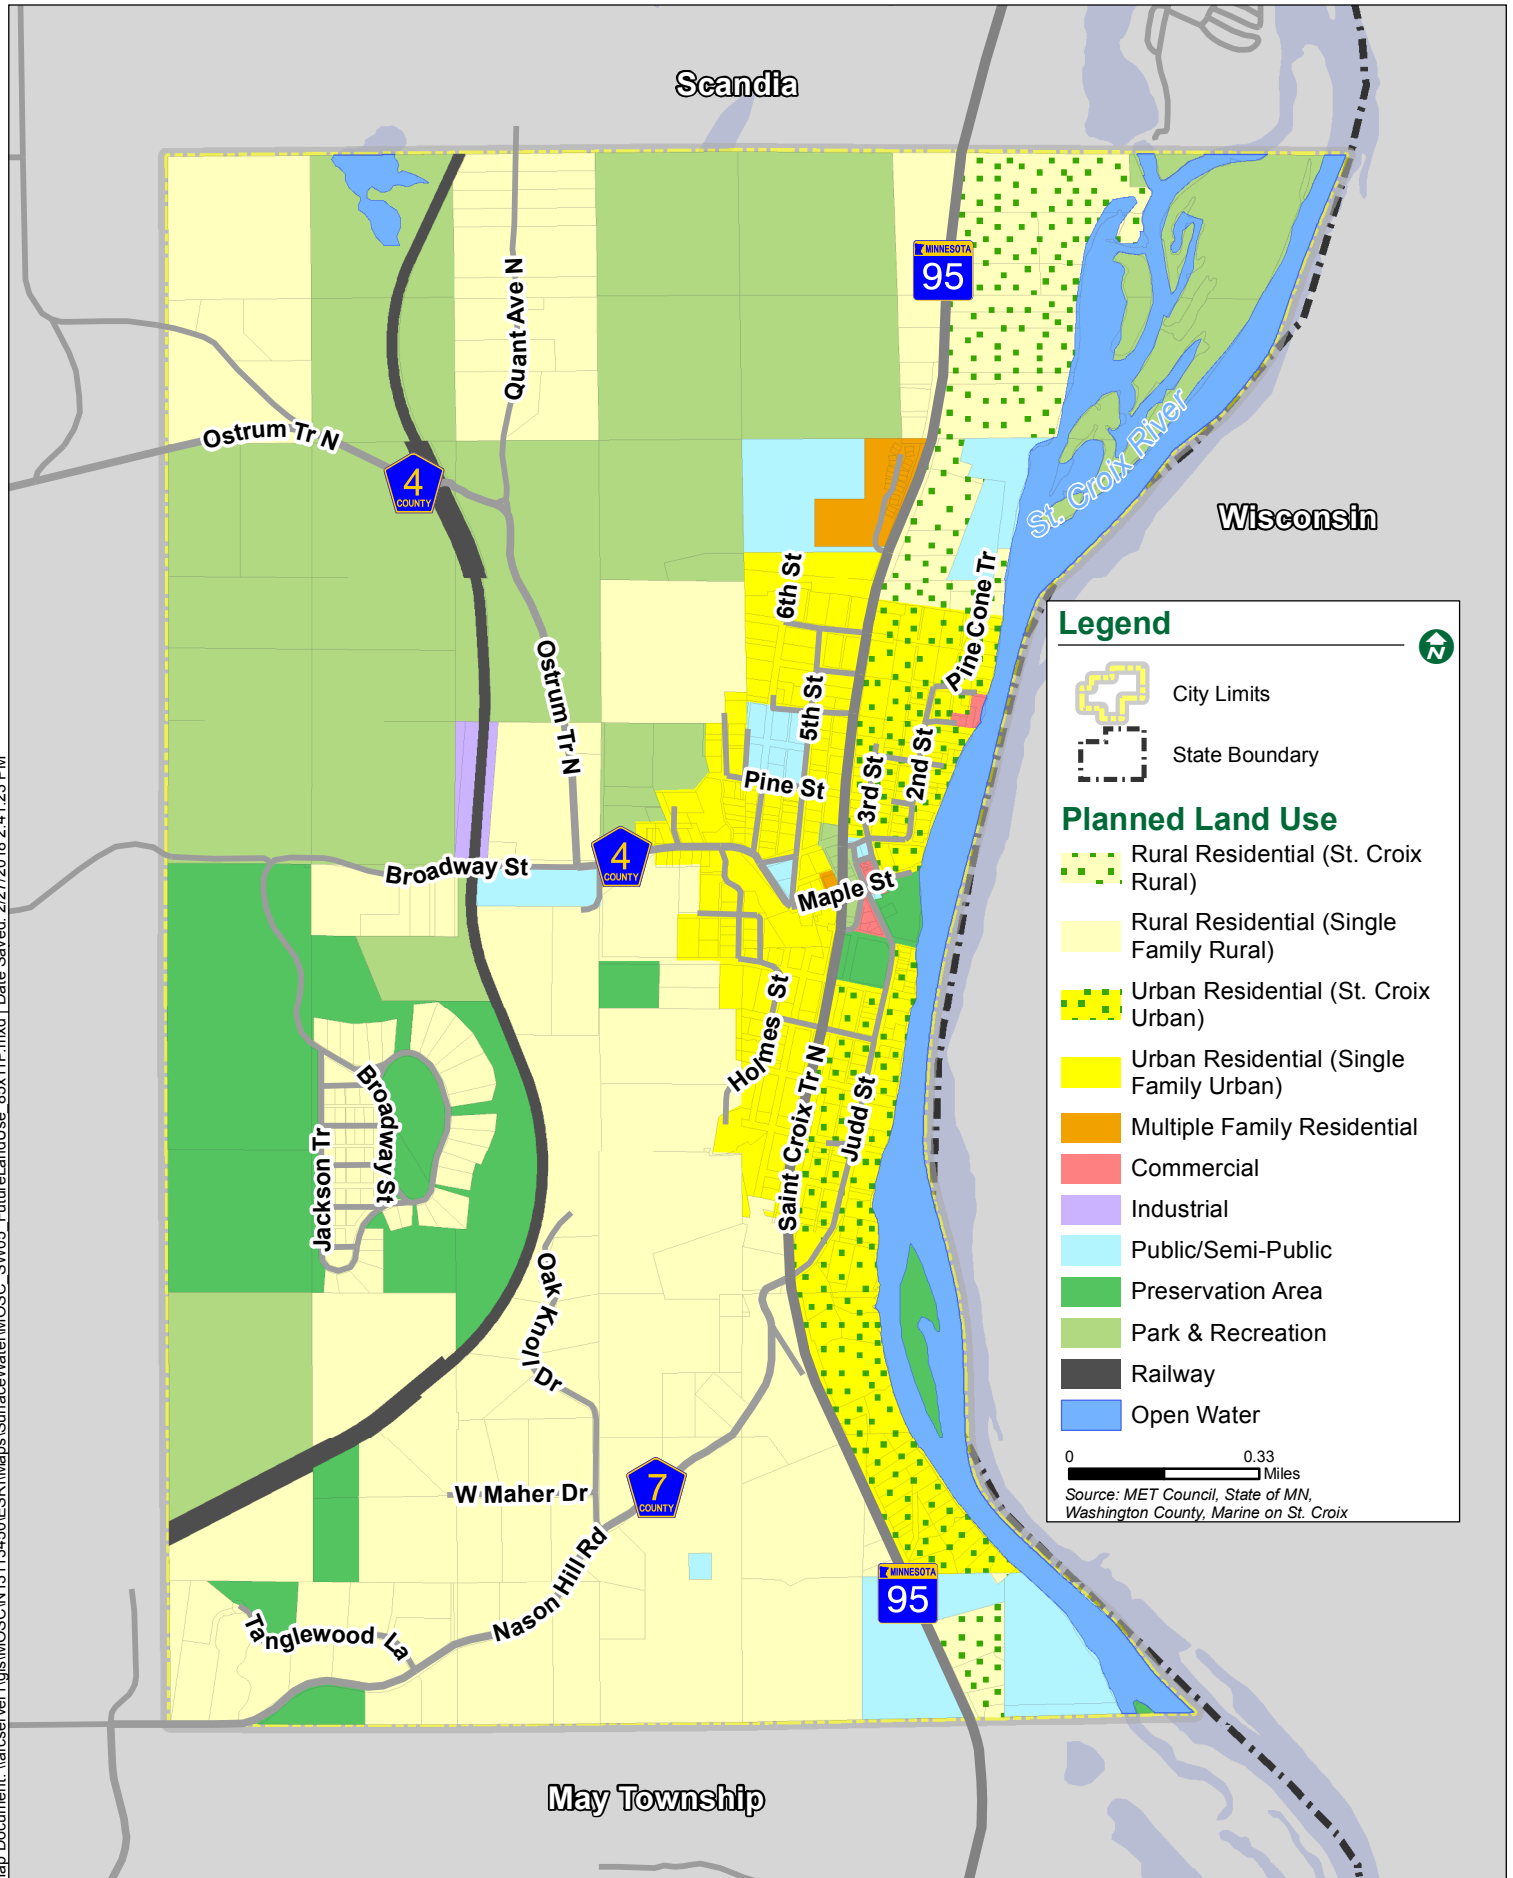 Scandia
MINNESOTA
95
Quant Ave N
Ostrum Tr N
4
COUNTY
St. Croix River
Wisconsin
6th St
Pine Cone Tr
Ostrum Tr N
5th St
2nd St
3rd St
Pine St
4
COUNTY
Broadway St
Maple St
Holmes St
Saint Croix Tr N
Judd St
Broadway St
Jackson Tr
Oak Knoll Dr
W Maher Dr
7
COUNTY
Nason Hill Rd
MINNESOTA
95
Tanglewood La
May Township
Legend
N
City Limits
State Boundary
Planned Land Use
Rural Residential (St. Croix
Rural)
Rural Residential (Single
Family Rural)
Urban Residential (St. Croix
Urban)
Urban Residential (Single
Family Urban)
Multiple Family Residential
Commercial
Industrial
Public/Semi-Public
Preservation Area
Park & Recreation
Railway
Open Water
0 0.33
Miles
Source: MET Council, State of MN,
Washington County, Marine on St. Croix